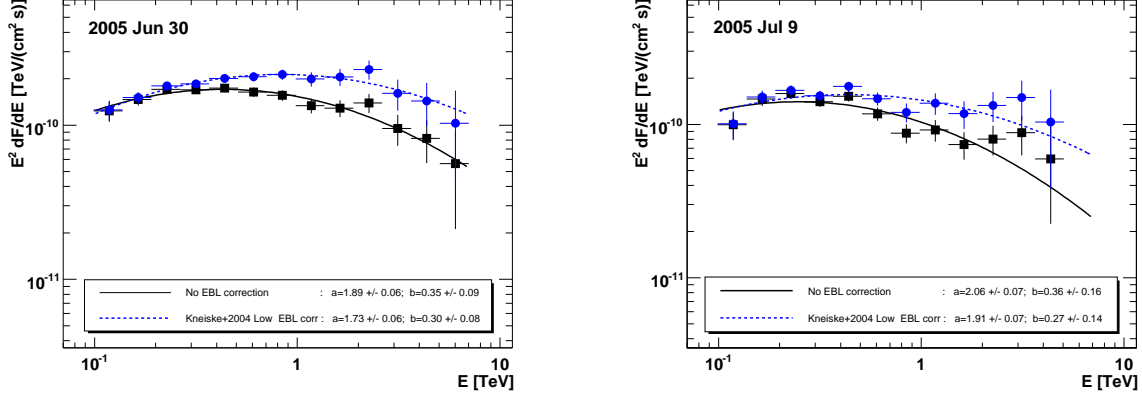 2005 Jun 30
E² dF/dE [TeV/(cm² s)]
10⁻¹⁰
10⁻¹¹
No EBL correction : a=1.89 +/- 0.06; b=0.35 +/- 0.09
Kneiske+2004 Low EBL corr : a=1.73 +/- 0.06; b=0.30 +/- 0.08
10⁻¹ 1 10
E [TeV]
2005 Jul 9
E² dF/dE [TeV/(cm² s)]
10⁻¹⁰
10⁻¹¹
No EBL correction : a=2.06 +/- 0.07; b=0.36 +/- 0.16
Kneiske+2004 Low EBL corr : a=1.91 +/- 0.07; b=0.27 +/- 0.14
10⁻¹ 1 10
E [TeV]